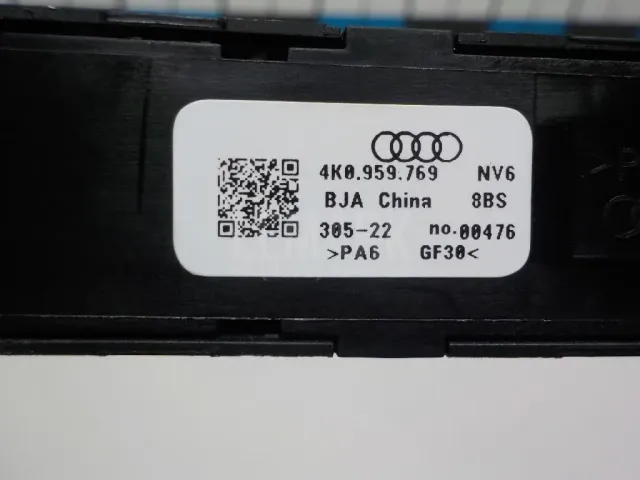 4K0.959.769 NV6
BJA China 8BS
305-22 no.00476
>PA6 GF30<